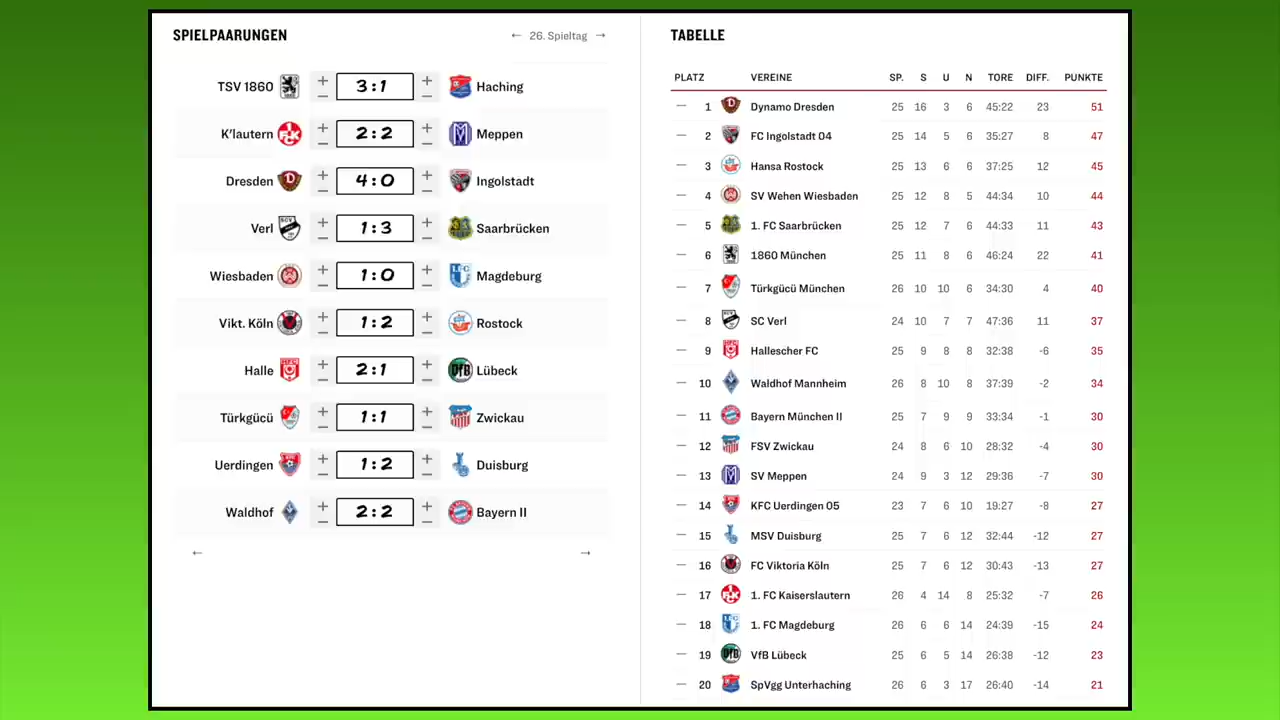 SPIELPAARUNGEN
← 26. Spieltag →
TSV 1860 + − 3:1 + − Haching
K'lautern + − 2:2 + − Meppen
Dresden + − 4:0 + − Ingolstadt
Verl + − 1:3 + − Saarbrücken
Wiesbaden + − 1:0 + − Magdeburg
Vikt. Köln + − 1:2 + − Rostock
Halle + − 2:1 + − Lübeck
Türkgücü + − 1:1 + − Zwickau
Uerdingen + − 1:2 + − Duisburg
Waldhof + − 2:2 + − Bayern II
← →
TABELLE
PLATZ VEREINE SP. S U N TORE DIFF. PUNKTE
— 1 Dynamo Dresden 25 16 3 6 45:22 23 51
— 2 FC Ingolstadt 04 25 14 5 6 35:27 8 47
— 3 Hansa Rostock 25 13 6 6 37:25 12 45
— 4 SV Wehen Wiesbaden 25 12 8 5 44:34 10 44
— 5 1. FC Saarbrücken 25 12 7 6 44:33 11 43
— 6 1860 München 25 11 8 6 46:24 22 41
— 7 Türkgücü München 26 10 10 6 34:30 4 40
— 8 SC Verl 24 10 7 7 47:36 11 37
— 9 Hallescher FC 25 9 8 8 32:38 -6 35
— 10 Waldhof Mannheim 26 8 10 8 37:39 -2 34
— 11 Bayern München II 25 7 9 9 33:34 -1 30
— 12 FSV Zwickau 24 8 6 10 28:32 -4 30
— 13 SV Meppen 24 9 3 12 29:36 -7 30
— 14 KFC Uerdingen 05 23 7 6 10 19:27 -8 27
— 15 MSV Duisburg 25 7 6 12 32:44 -12 27
— 16 FC Viktoria Köln 25 7 6 12 30:43 -13 27
— 17 1. FC Kaiserslautern 26 4 14 8 25:32 -7 26
— 18 1. FC Magdeburg 26 6 6 14 24:39 -15 24
— 19 VfB Lübeck 25 6 5 14 26:38 -12 23
— 20 SpVgg Unterhaching 26 6 3 17 26:40 -14 21